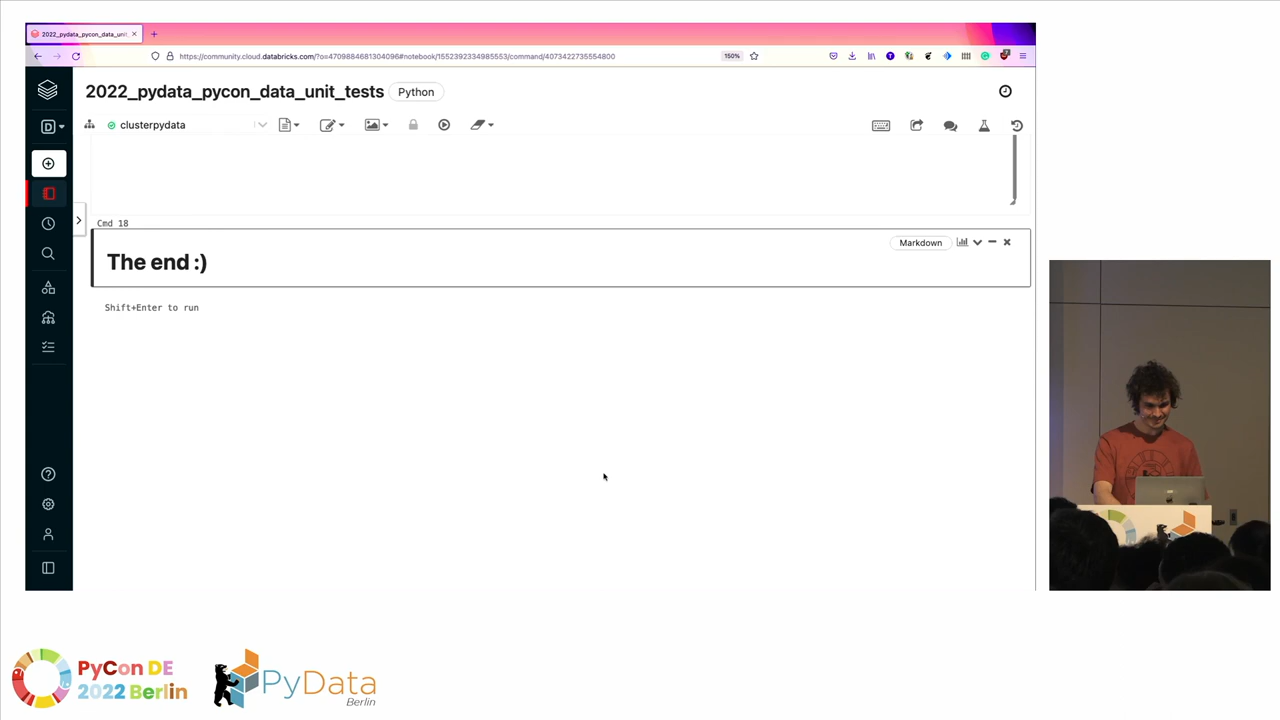 2022_pydata_pycon_data_unit_
https://community.cloud.databricks.com/?o=4709884681304096#notebook/1552392334985553/command/4073422735554800
150%
2022_pydata_pycon_data_unit_tests
Python
D
clusterpydata
Cmd 18
Markdown
The end :)
Shift+Enter to run
PyCon DE
2022 Berlin
PyData
Berlin